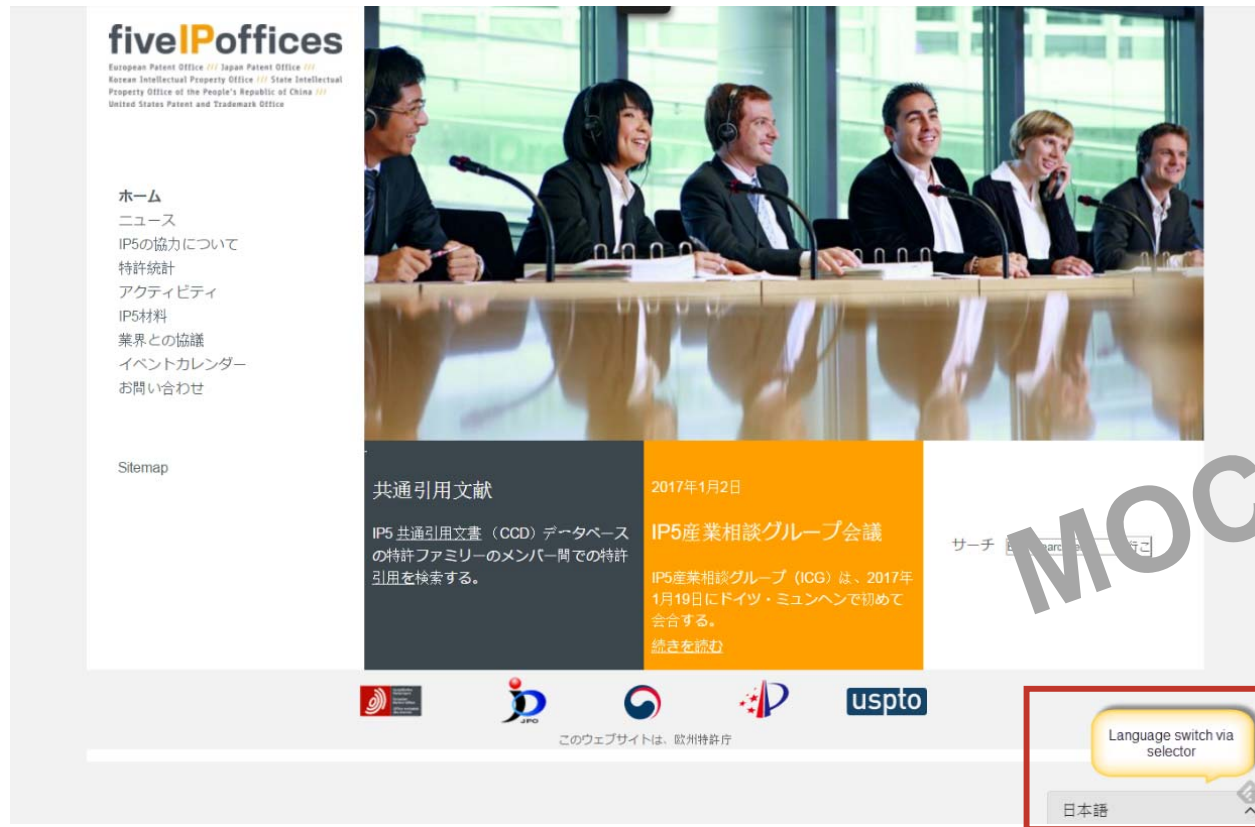 fiveIPoffices
European Patent Office /// Japan Patent Office ///
Korean Intellectual Property Office /// State Intellectual
Property Office of the People's Republic of China ///
United States Patent and Trademark Office
ホーム
ニュース
IP5の協力について
特許統計
アクティビティ
IP5材料
業界との協議
イベントカレンダー
お問い合わせ
Sitemap
共通引用文献
IP5 共通引用文書 （CCD）データベース
の特許ファミリーのメンバー間での特許
引用を検索する。
2017年1月2日
IP5産業相談グループ会議
IP5産業相談グループ（ICG）は、2017年
1月19日にドイツ・ミュンヘンで初めて
会合する。
続きを読む
サーチ
MOC
JPO
uspto
このウェブサイトは、欧州特許庁
Language switch via
selector
日本語